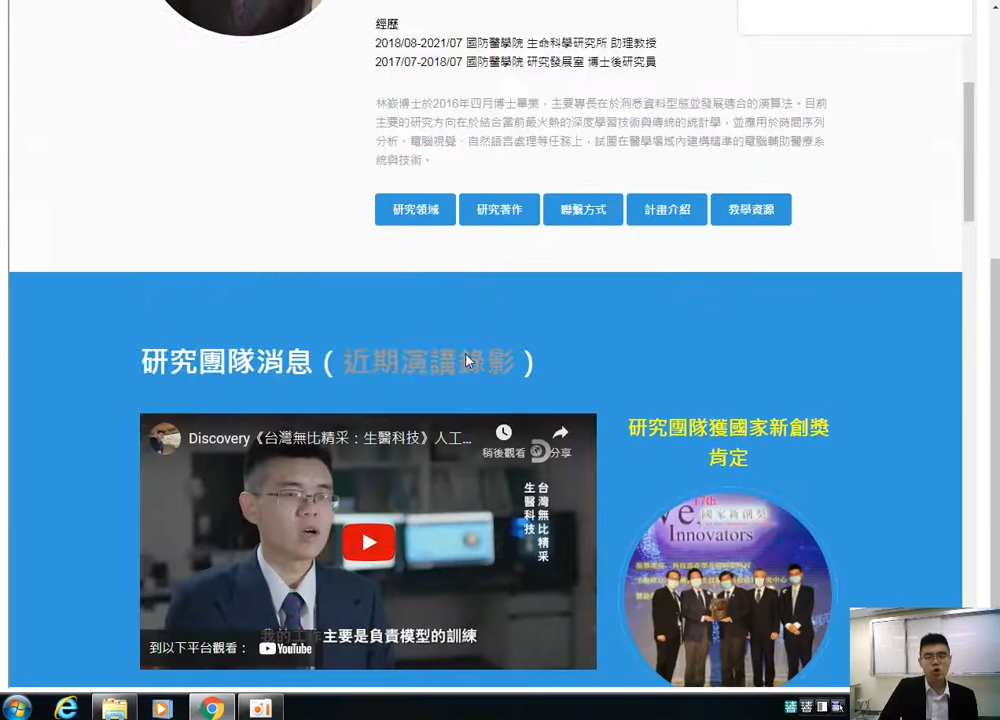 經歷
2018/08-2021/07 國防醫學院 生命科學研究所 助理教授
2017/07-2018/07 國防醫學院 研究發展室 博士後研究員
林嶔博士於2016年四月博士畢業，主要專長在於洞悉資料型態並發展適合的演算法。目前
主要的研究方向在於結合當前最火熱的深度學習技術與傳統的統計學，並應用於時間序列
分析、電腦視覺、自然語言處理等任務上，試圖在醫學場域內建構精準的電腦輔助醫療系
統與技術。
研究領域 研究著作 聯繫方式 計畫介紹 教學資源
研究團隊消息（近期演講錄影）
Discovery《台灣無比精采：生醫科技》人工...
稍後觀看
分享
台灣無比精采
生醫科技
我的工作主要是負責模型的訓練
到以下平台觀看：
YouTube
研究團隊獲國家新創獎
肯定
17th
國家新創獎
Innovators